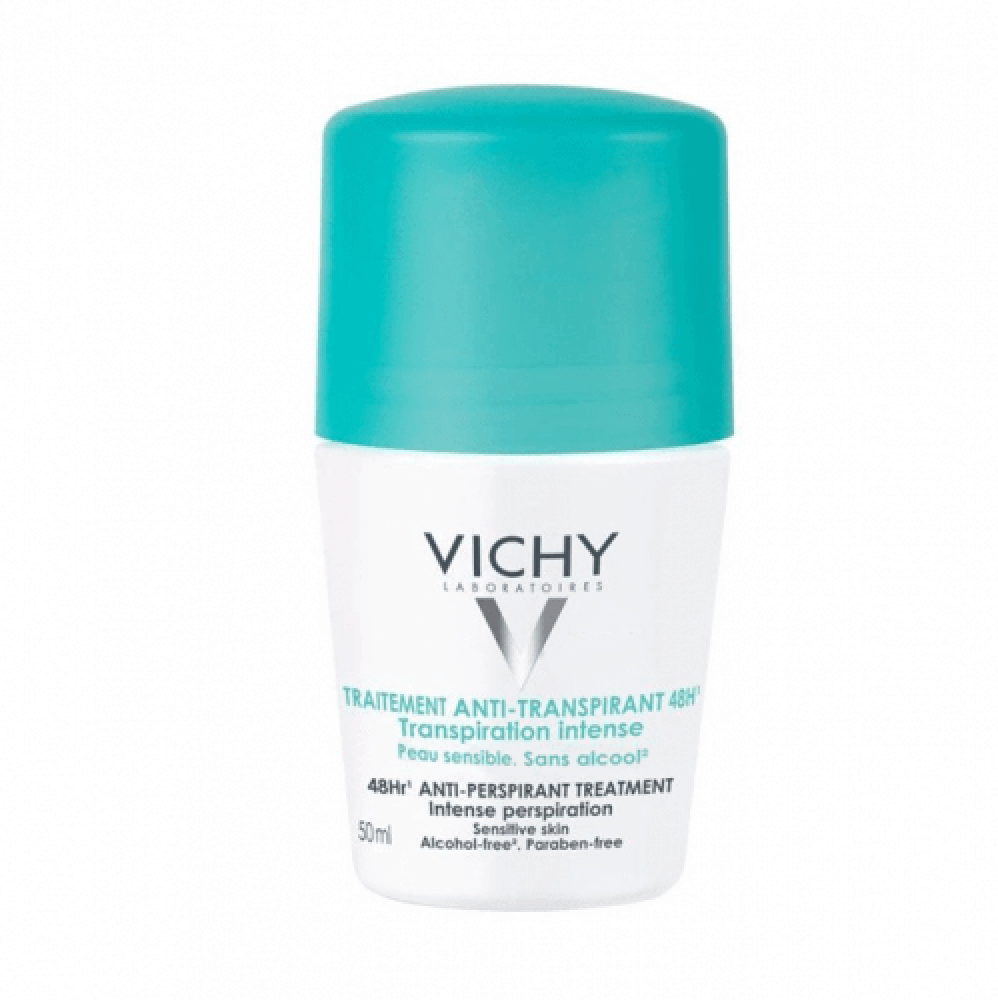 VICHY
LABORATOIRES
TRAITEMENT ANTI-TRANSPIRANT 48H¹
Transpiration intense
Peau sensible. Sans alcool²
48Hr¹ ANTI-PERSPIRANT TREATMENT
Intense perspiration
Sensitive skin
50ml
Alcohol-free². Paraben-free